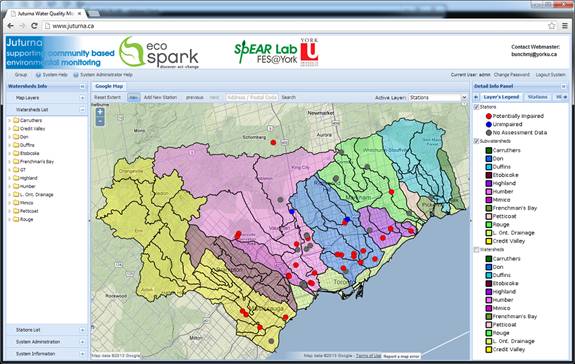 Juturna Water Quality Mo
www.juturna.ca
Juturna
supporting community based
environmental monitoring
eco
spark
discover act change
SpEAR Lab
FES@York
YORK
U
Contact Webmaster:
bunchmj@yorku.ca
Group
System Help
System Administrator Help
Current User: admin
Change Password
Logout System
Watersheds Info
Map Layers
Watersheds List
Carruthers
Credit Valley
Don
Duffins
Etobicoke
Frenchman's Bay
GT
Highland
Humber
L. Ont. Drainage
Mimico
Petticoat
Rouge
Stations List
System Administration
System Information
Google Map
Reset Extent
Add New Station
previous
Address / Postal Code
Search
Active Layer:
Stations
Newmarket
Schomberg
Aurora
King City
Whitchurch-Stouffville
Orangeville
Vaughan
Toronto
Mississauga
Rockwood
Map data ©2013 Google
Map data ©2013 Google - Terms of Use
Report a map error
Detail Info Panel
Layer's Legend
Stations
Stations
Potentially Impaired
Unimpaired
No Assessment Data
Subwatersheds
Carruthers
Don
Duffins
Etobicoke
Highland
Humber
Mimico
Frenchman's Bay
Petticoat
Rouge
L. Ont. Drainage
Credit Valley
Watersheds
Carruthers
Don
Duffins
Etobicoke
Highland
Humber
Mimico
Frenchman's Bay
Petticoat
Rouge
L. Ont. Drainage
Credit Valley